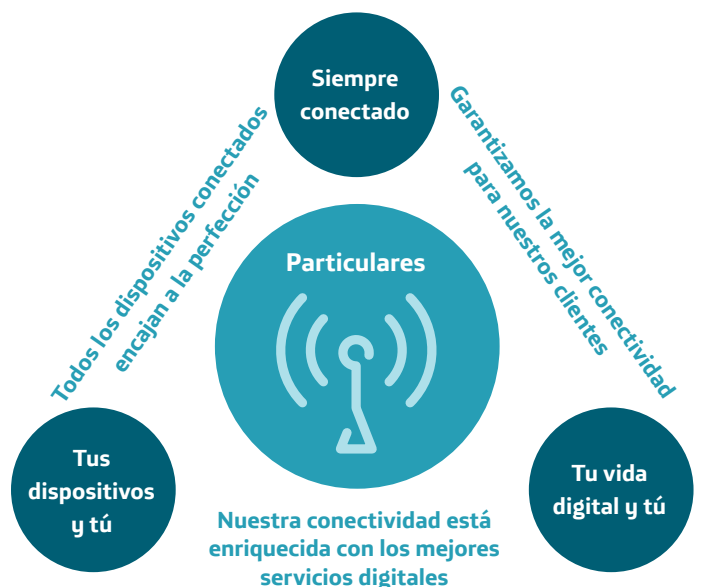 Siempre
conectado
Todos los dispositivos conectados
encajan a la perfección
Garantizamos la mejor conectividad
para nuestros clientes
Particulares
Tus
dispositivos
y tú
Tu vida
digital y tú
Nuestra conectividad está
enriquecida con los mejores
servicios digitales